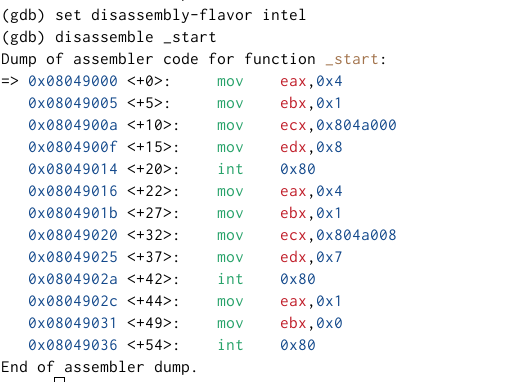 (gdb) set disassembly-flavor intel
(gdb) disassemble _start
Dump of assembler code for function _start:
=> 0x08049000 <+0>:     mov    eax,0x4
   0x08049005 <+5>:     mov    ebx,0x1
   0x0804900a <+10>:    mov    ecx,0x804a000
   0x0804900f <+15>:    mov    edx,0x8
   0x08049014 <+20>:    int    0x80
   0x08049016 <+22>:    mov    eax,0x4
   0x0804901b <+27>:    mov    ebx,0x1
   0x08049020 <+32>:    mov    ecx,0x804a008
   0x08049025 <+37>:    mov    edx,0x7
   0x0804902a <+42>:    int    0x80
   0x0804902c <+44>:    mov    eax,0x1
   0x08049031 <+49>:    mov    ebx,0x0
   0x08049036 <+54>:    int    0x80
End of assembler dump.